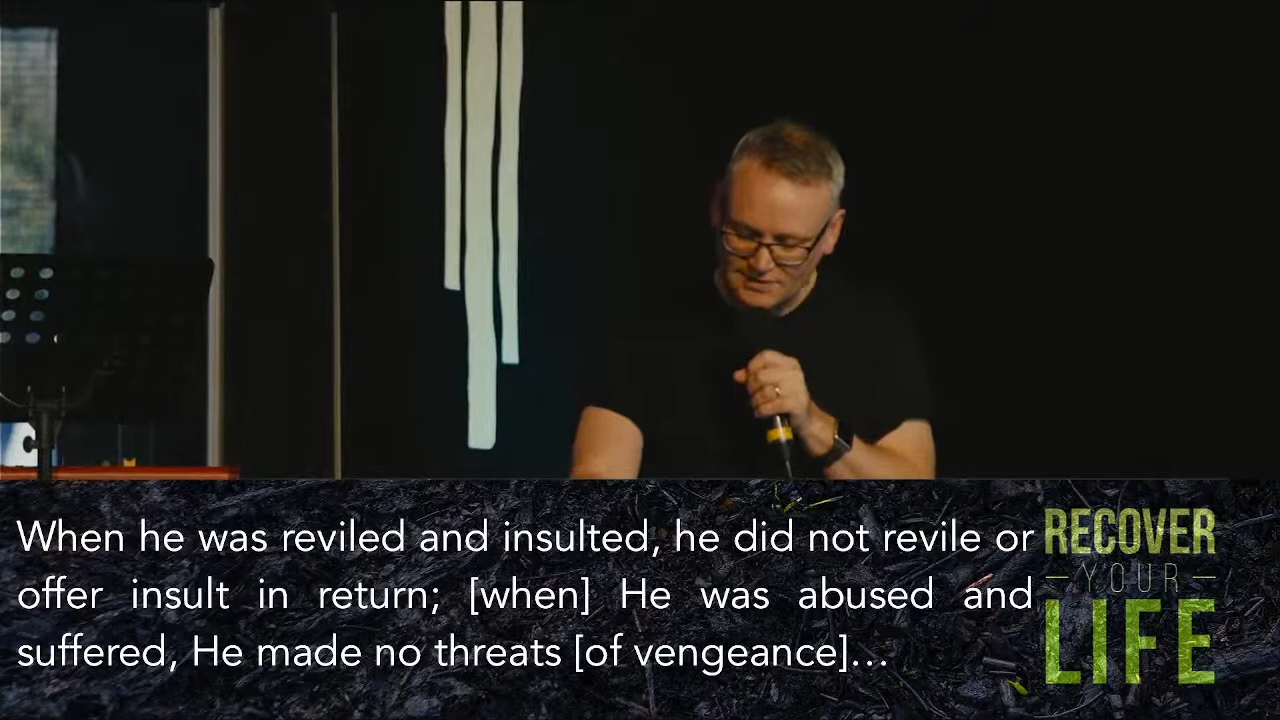 When he was reviled and insulted, he did not revile or
offer insult in return; [when] He was abused and
suffered, He made no threats [of vengeance]...
RECOVER
YOUR
LIFE